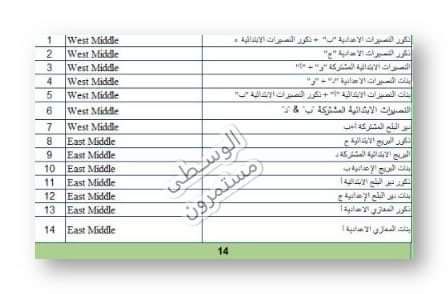 1 West Middle ذكور النصيرات الاعدادية "ب" + ذكور النصيرات الابتدائية
2 West Middle ذكور النصيرات الاعدادية "ج"
3 West Middle النصيرات الابتدائية المشتركة "و" + "أ"
4 West Middle بنات النصيرات الاعدادية "د" + "و"
5 West Middle بنات النصيرات الابتدائية "أ" + ذكور النصيرات الابتدائية "ب"
6 West Middle النصيرات الابتدائية المشتركة "ب" & "د"
7 West Middle دير البلح المشتركة أ+ب
8 East Middle ذكور البريج الابتدائية ج
9 East Middle البريج الابتدائية المشتركة د
10 East Middle بنات البريج الإعدادية ب
11 East Middle ذكور دير البلح الابتدائية أ
12 East Middle بنات دير البلح الإعدادية ج
13 East Middle ذكور المغازي الاعدادية أ
14 East Middle بنات المغازي الاعدادية أ
14
الوسطى
مستمرون